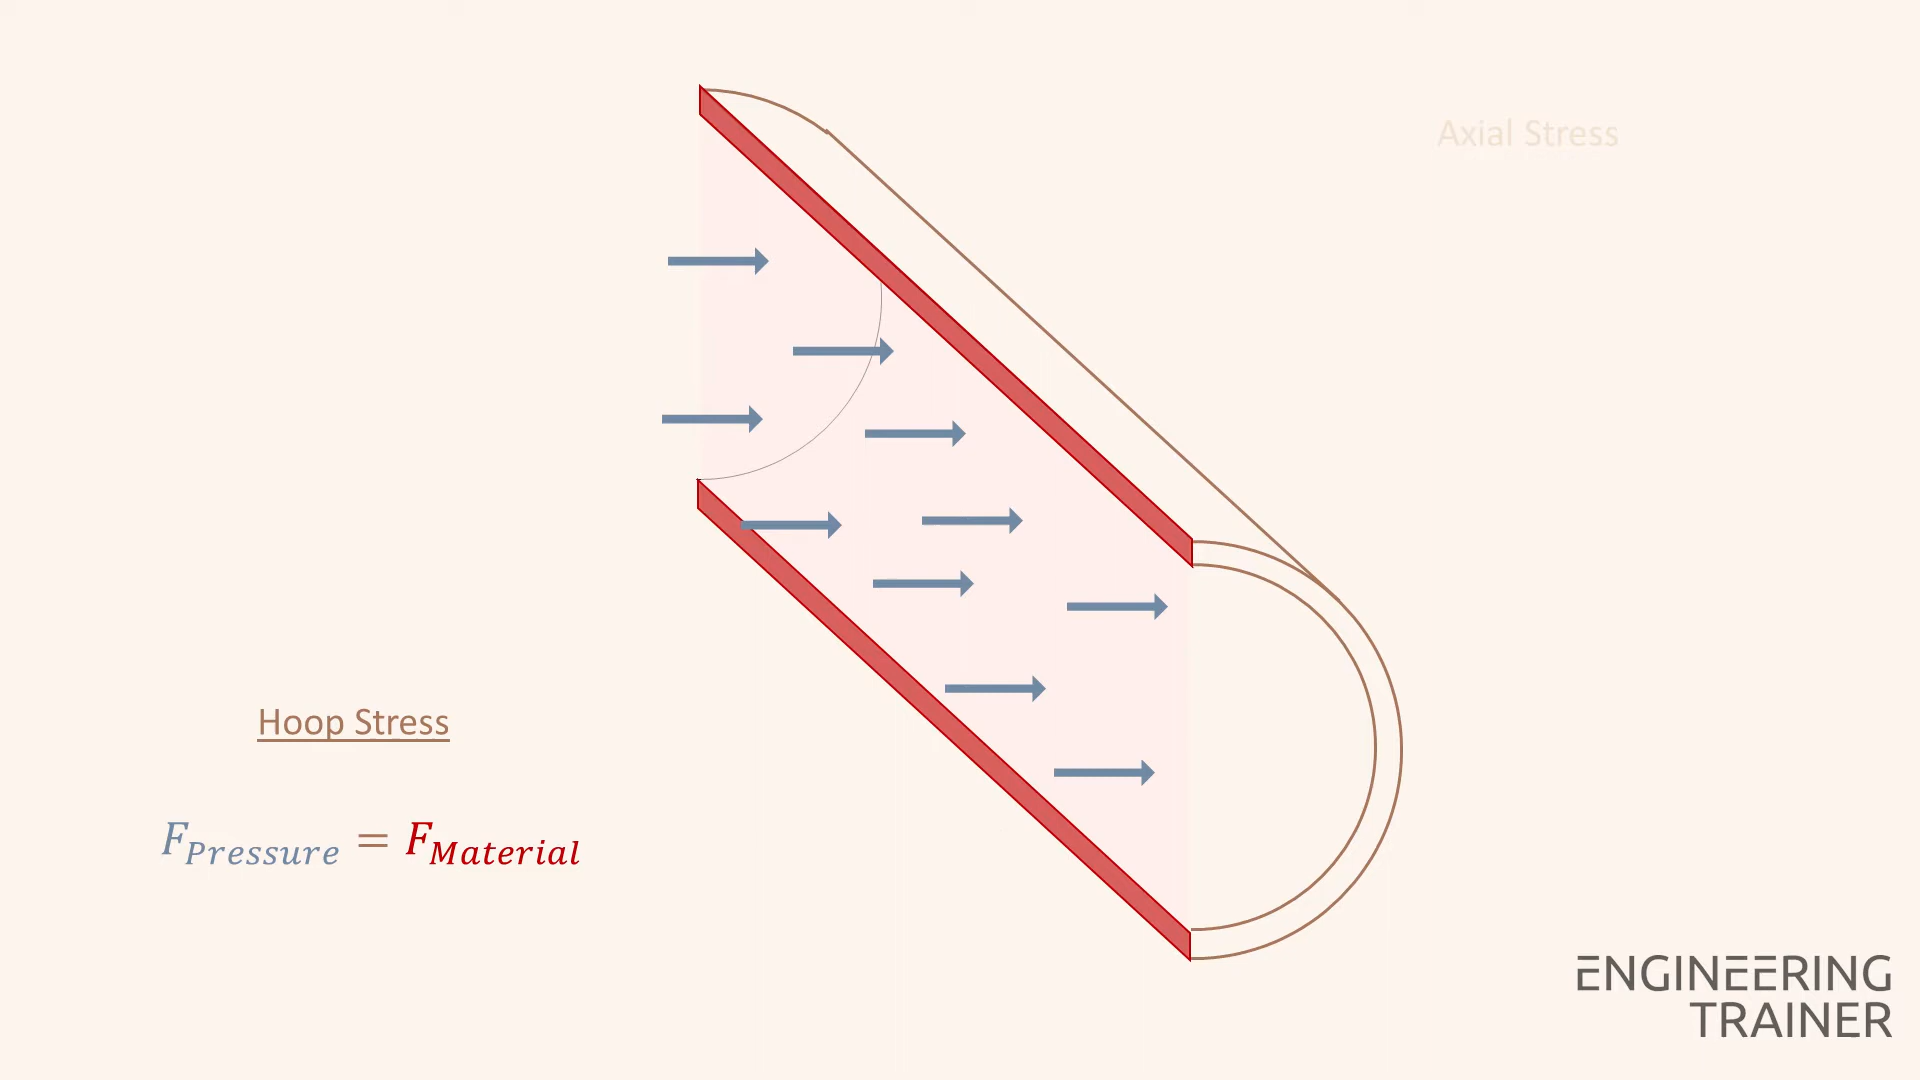 Axial Stress
Hoop Stress
F_Pressure = F_Material
ENGINEERING
TRAINER